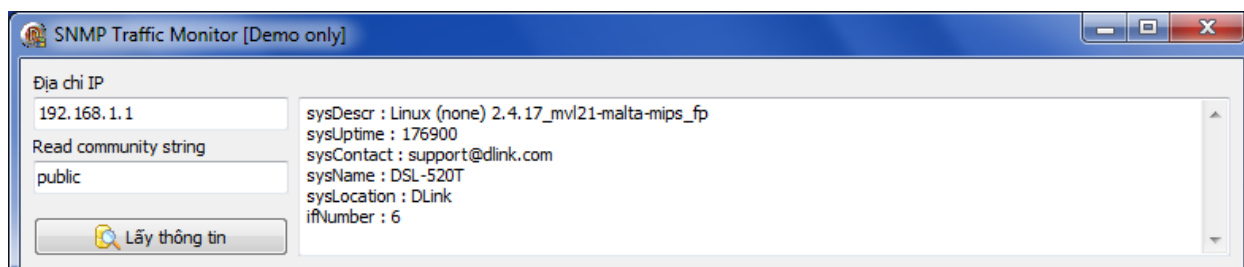 SNMP Traffic Monitor [Demo only]
Địa chỉ IP
192.168.1.1
Read community string
public
Lấy thông tin
sysDescr : Linux (none) 2.4.17_mvl21-malta-mips_fp
sysUptime : 176900
sysContact : support@dlink.com
sysName : DSL-520T
sysLocation : DLink
ifNumber : 6